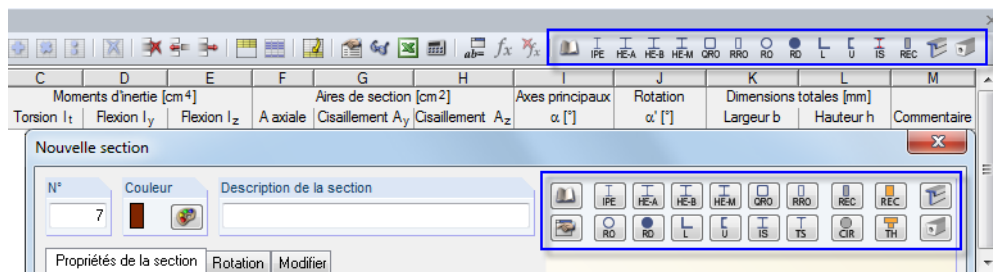 ab= fx fx IPE HE-A HE-B HE-M QRO RRO RO RD L U IS REC
C D E F G H I J K L M
Moments d'inertie [cm⁴] Aires de section [cm²] Axes principaux Rotation Dimensions totales [mm]
Torsion It Flexion Iy Flexion Iz A axiale Cisaillement Ay Cisaillement Az α [°] α' [°] Largeur b Hauteur h Commentaire
Nouvelle section
N° Couleur Description de la section
IPE HE-A HE-B HE-M QRO RRO REC REC
7
RO RD L U IS TS CIR TH
Propriétés de la section Rotation Modifier